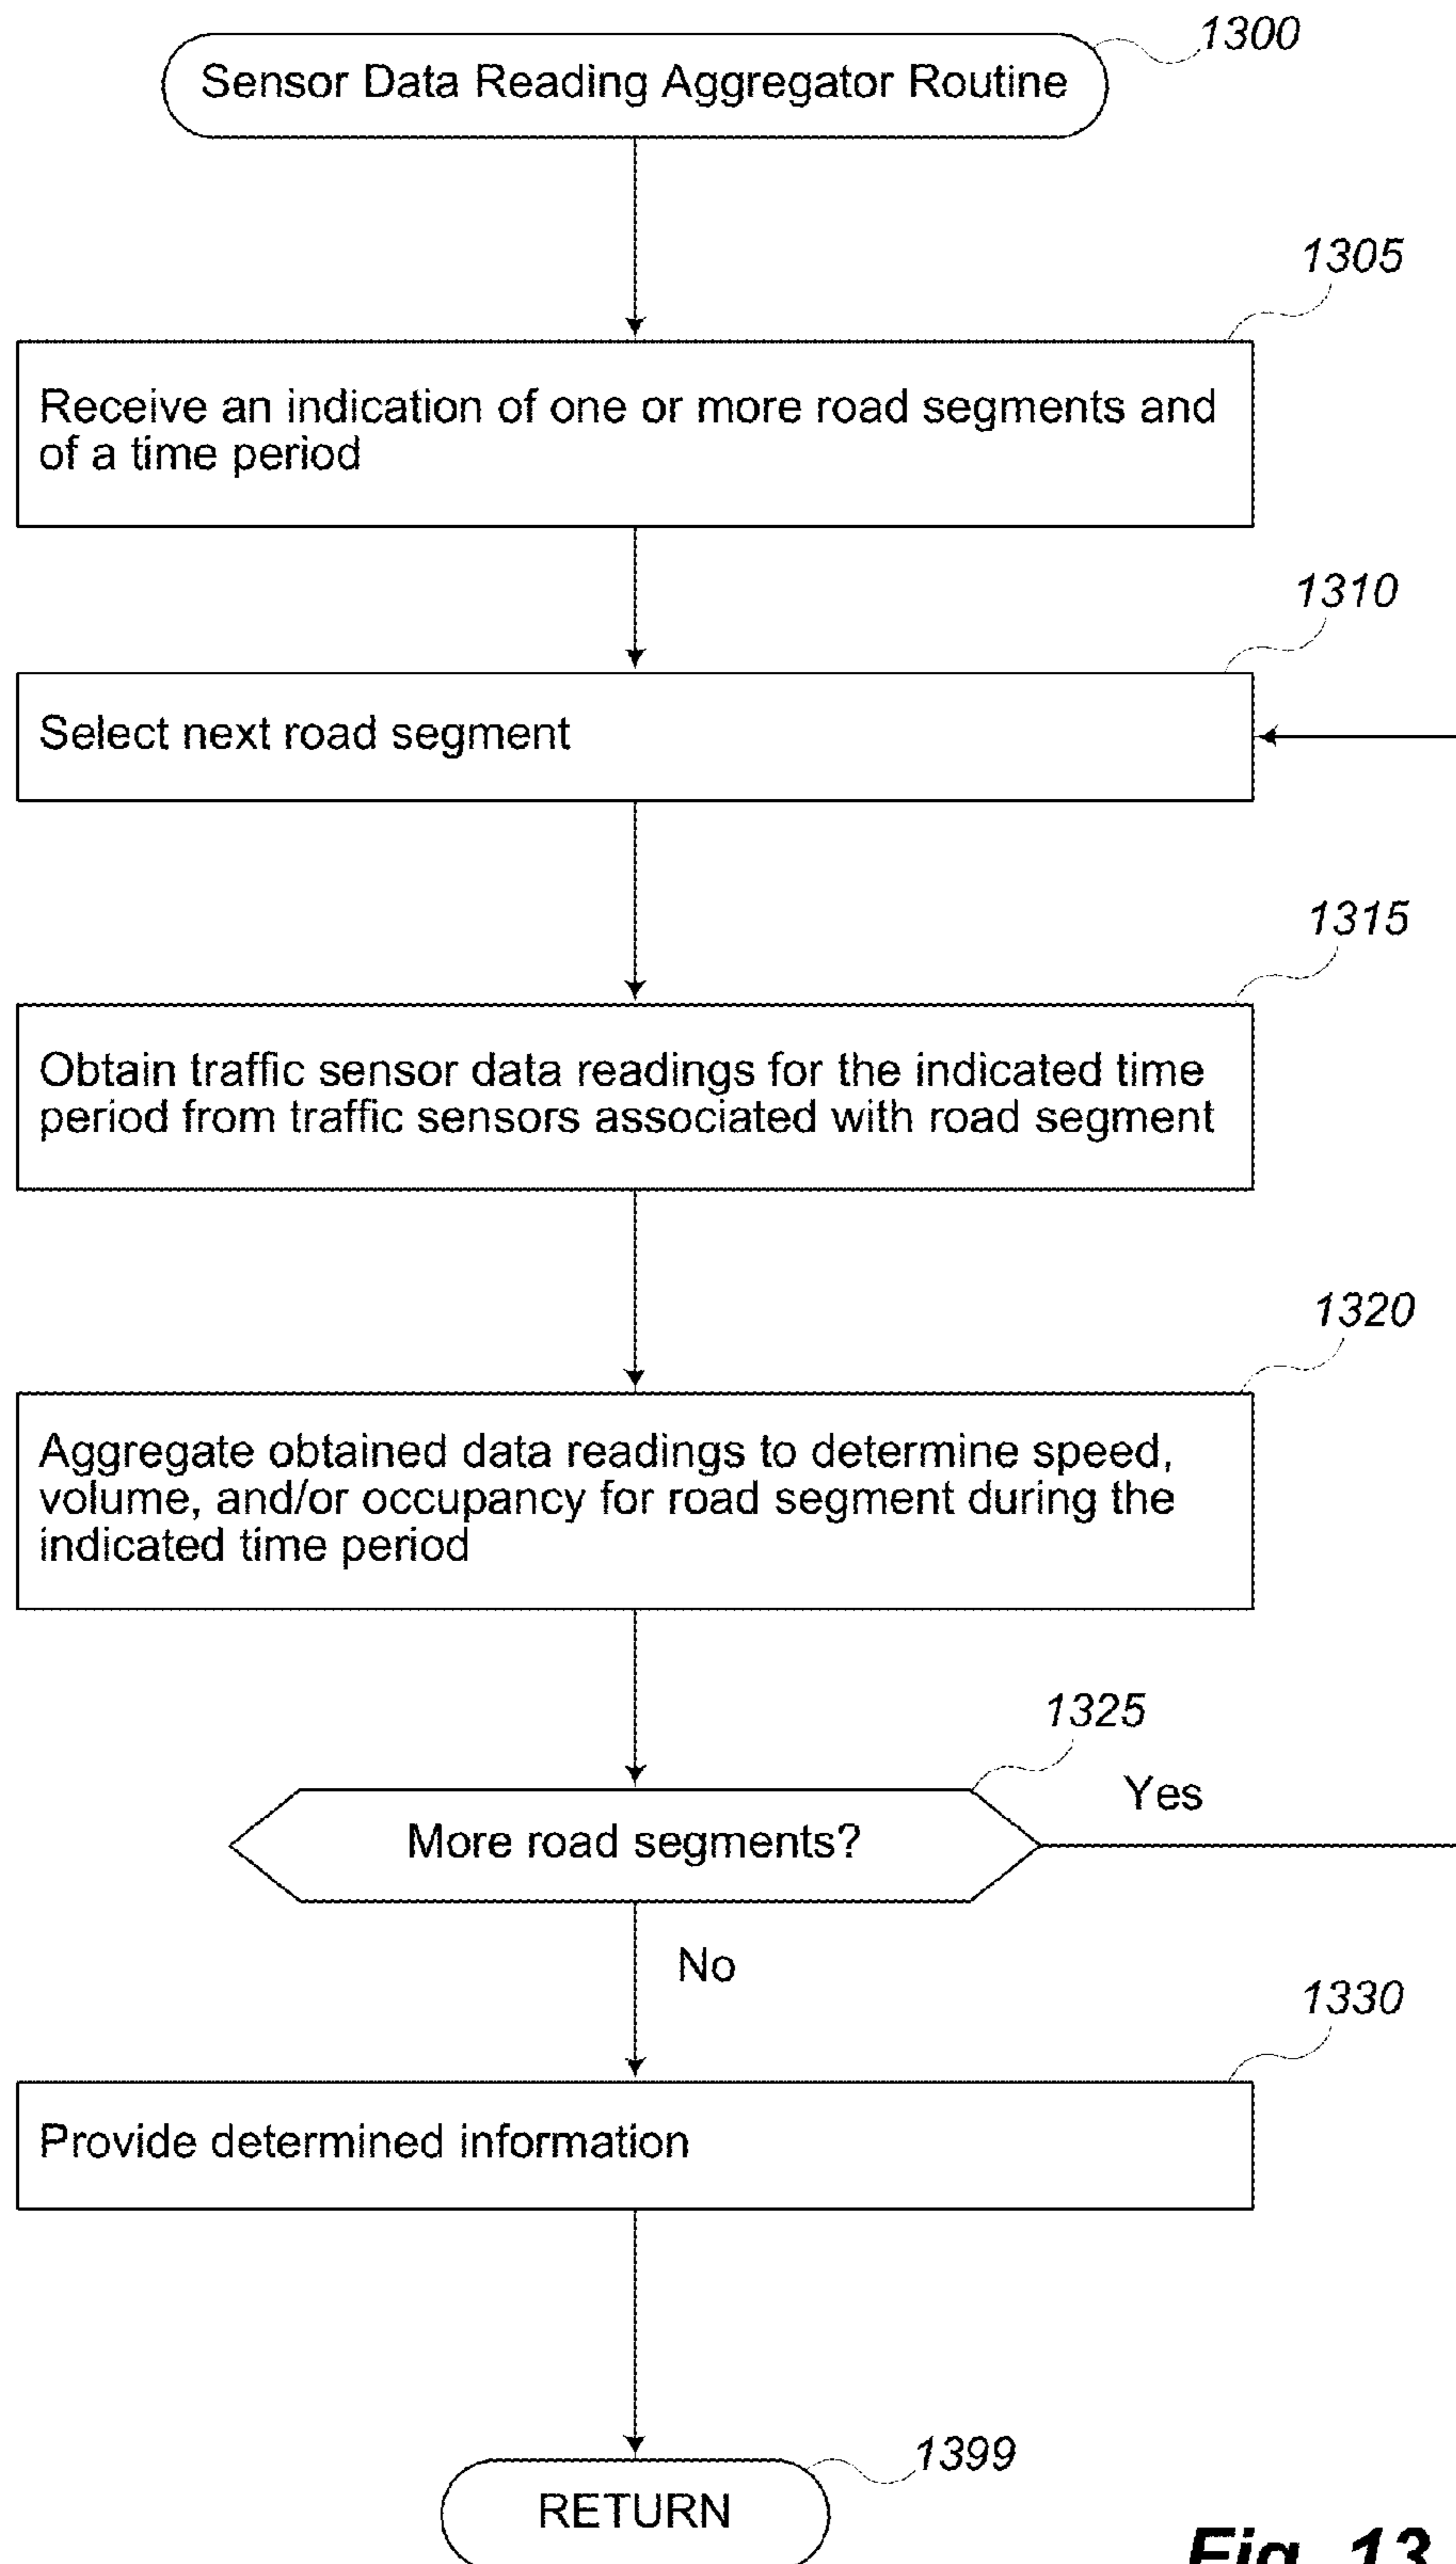 1300
Sensor Data Reading Aggregator Routine
1305
Receive an indication of one or more road segments and
of a time period
1310
Select next road segment
1315
Obtain traffic sensor data readings for the indicated time
period from traffic sensors associated with road segment
1320
Aggregate obtained data readings to determine speed,
volume, and/or occupancy for road segment during the
indicated time period
1325
Yes
More road segments?
No
1330
Provide determined information
1399
RETURN
Fig. 13